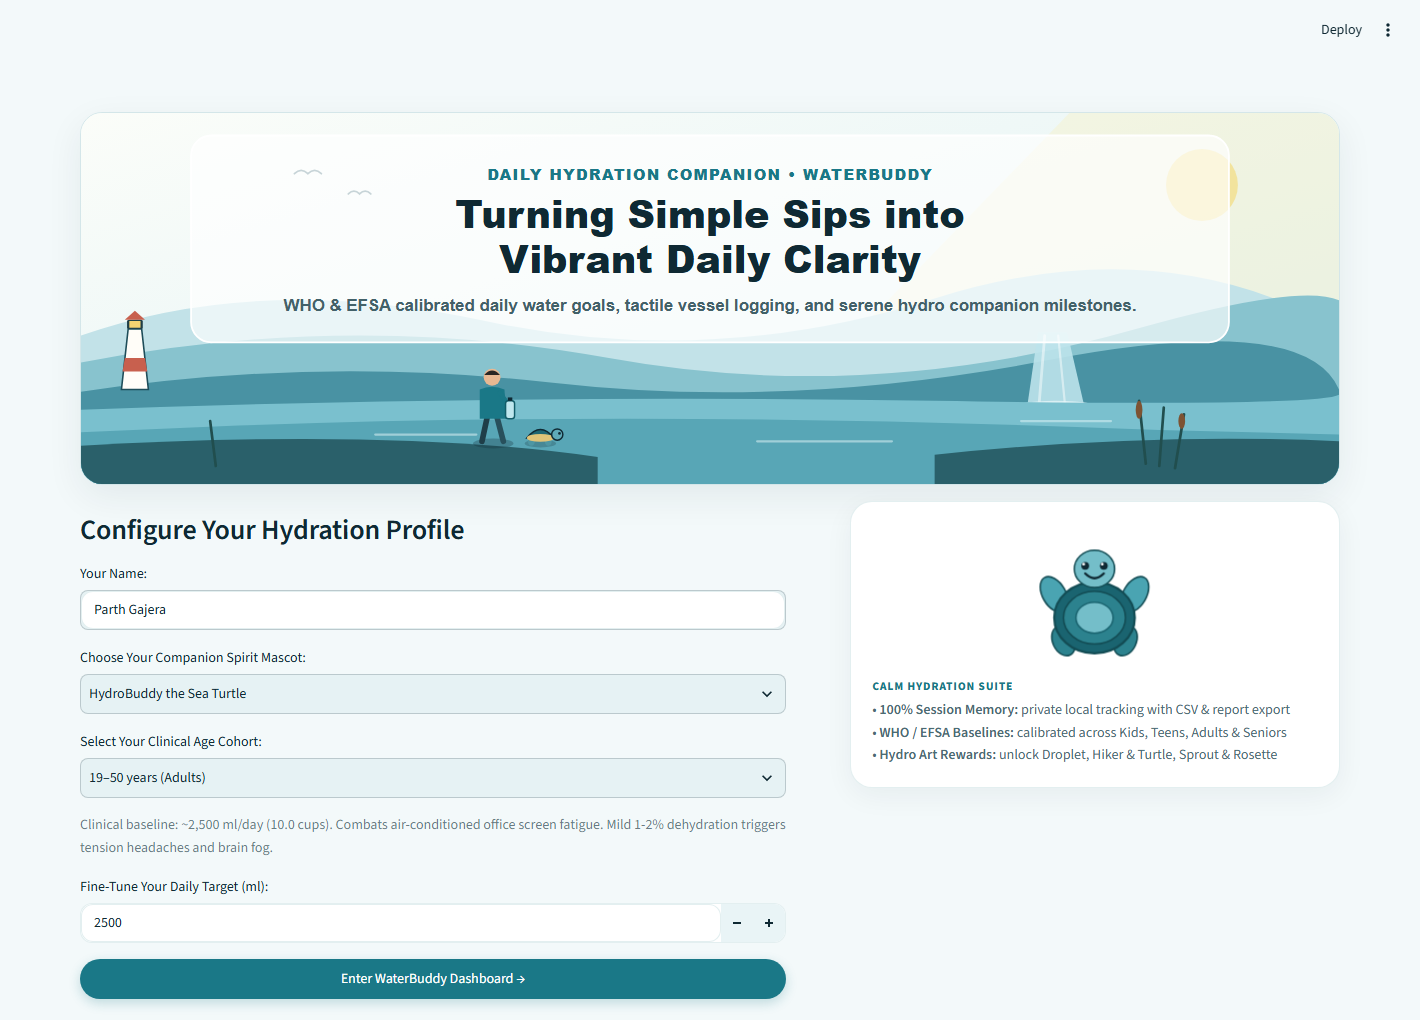 Deploy
DAILY HYDRATION COMPANION • WATERBUDDY
Turning Simple Sips into
Vibrant Daily Clarity
WHO & EFSA calibrated daily water goals, tactile vessel logging, and serene hydro companion milestones.
Configure Your Hydration Profile
Your Name:
Parth Gajera
Choose Your Companion Spirit Mascot:
HydroBuddy the Sea Turtle
Select Your Clinical Age Cohort:
19–50 years (Adults)
Clinical baseline: ~2,500 ml/day (10.0 cups). Combats air-conditioned office screen fatigue. Mild 1-2% dehydration triggers
tension headaches and brain fog.
Fine-Tune Your Daily Target (ml):
2500
Enter WaterBuddy Dashboard →
CALM HYDRATION SUITE
• 100% Session Memory: private local tracking with CSV & report export
• WHO / EFSA Baselines: calibrated across Kids, Teens, Adults & Seniors
• Hydro Art Rewards: unlock Droplet, Hiker & Turtle, Sprout & Rosette